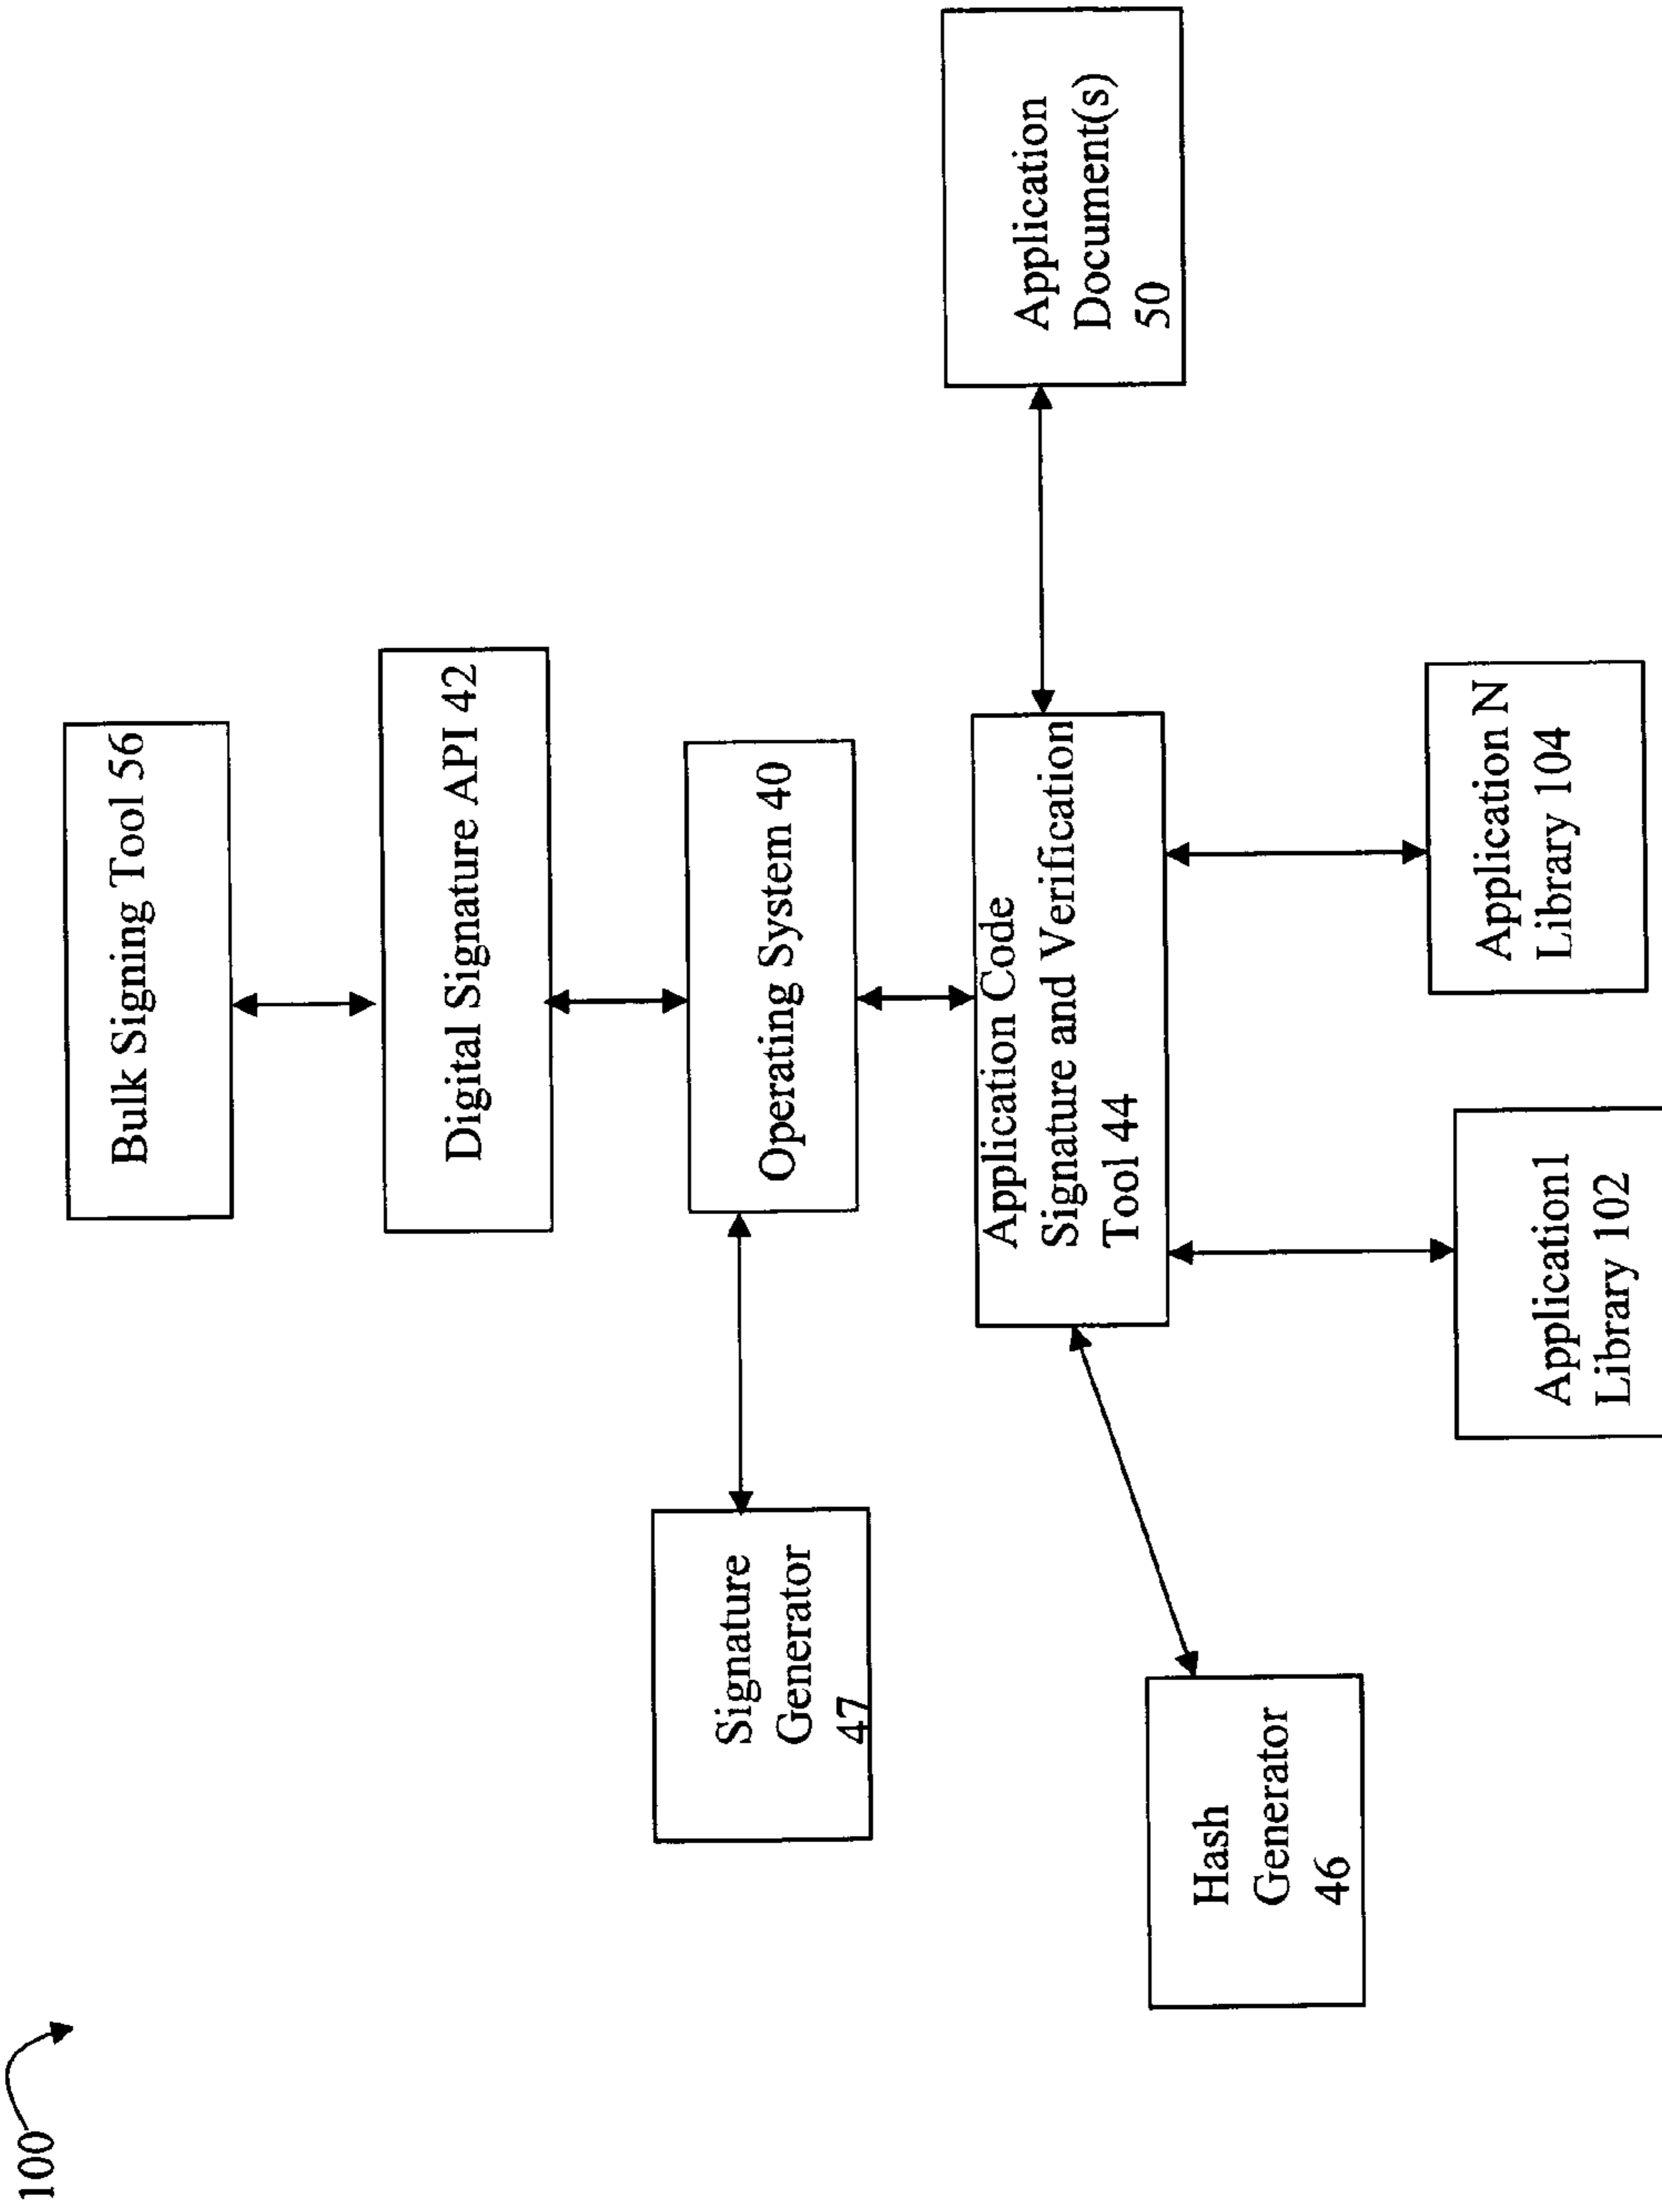 100
Bulk Signing Tool 56
Digital Signature API 42
Signature
Generator
47
Operating System 40
Hash
Generator
46
Application Code
Signature and Verification
Tool 44
Application
Document(s)
50
Application1
Library 102
Application N
Library 104